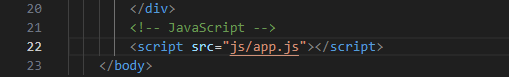 20 </div>
21 <!-- JavaScript -->
22 <script src="js/app.js"></script>
23 </body>